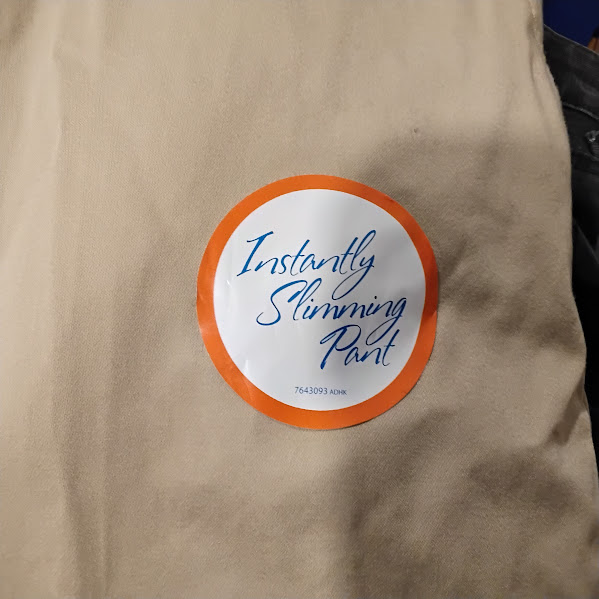 Instantly
Slimming
Pant
7643093 ADHK